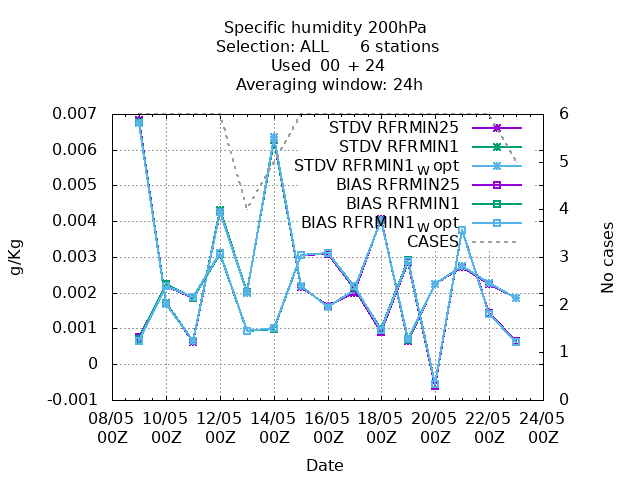 Specific humidity 200hPa
Selection: ALL 6 stations
Used 00 + 24
Averaging window: 24h
0.007
0.006
0.005
0.004
0.003
0.002
0.001
0
-0.001
g/Kg
6
5
4
3
2
1
0
No cases
STDV RFRMIN25
STDV RFRMIN1
STDV RFRMIN1_w opt
BIAS RFRMIN25
BIAS RFRMIN1
BIAS RFRMIN1_w opt
CASES
08/05 10/05 12/05 14/05 16/05 18/05 20/05 22/05 24/05
00Z 00Z 00Z 00Z 00Z 00Z 00Z 00Z 00Z
Date